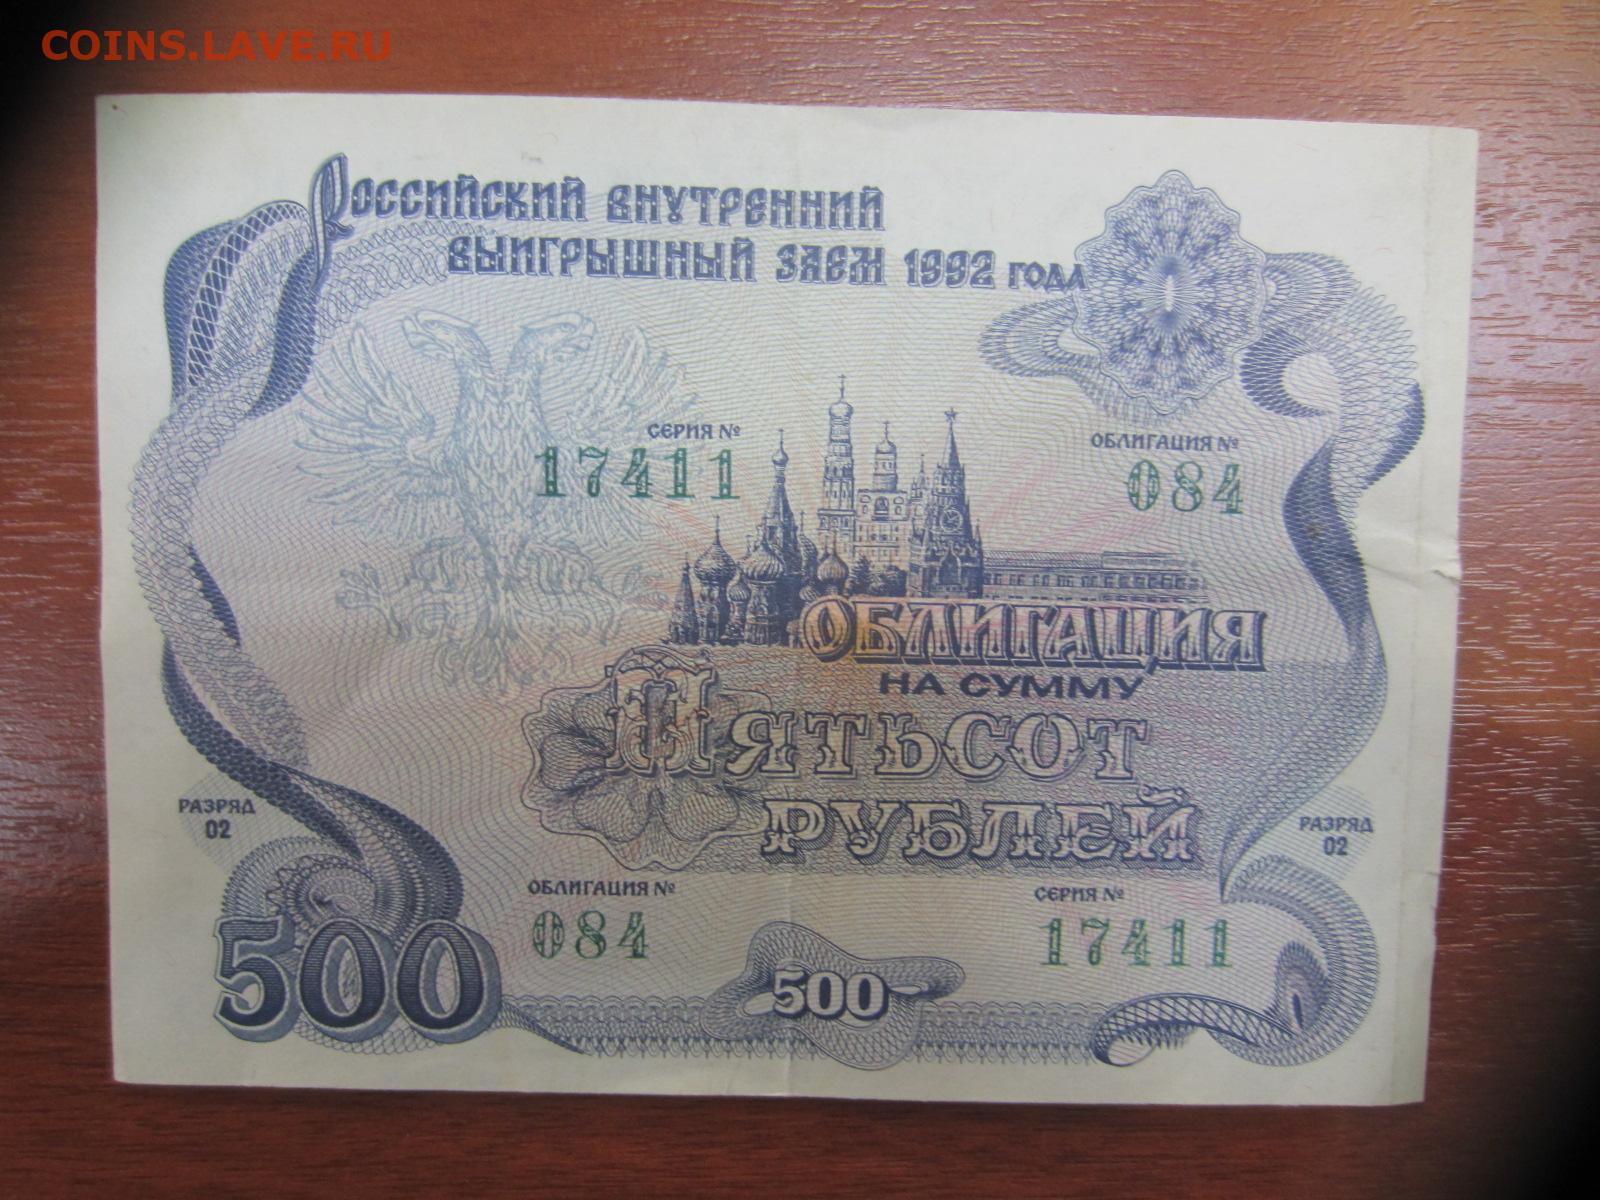 COINS.LAVE.RU
Российский внутренний
выигрышный заем 1992 года
СЕРИЯ №
17411
ОБЛИГАЦИЯ №
084
ОБЛИГАЦИЯ
НА СУММУ
ПЯТЬСОТ
РУБЛЕЙ
РАЗРЯД
02
РАЗРЯД
02
ОБЛИГАЦИЯ №
084
СЕРИЯ №
17411
500
500